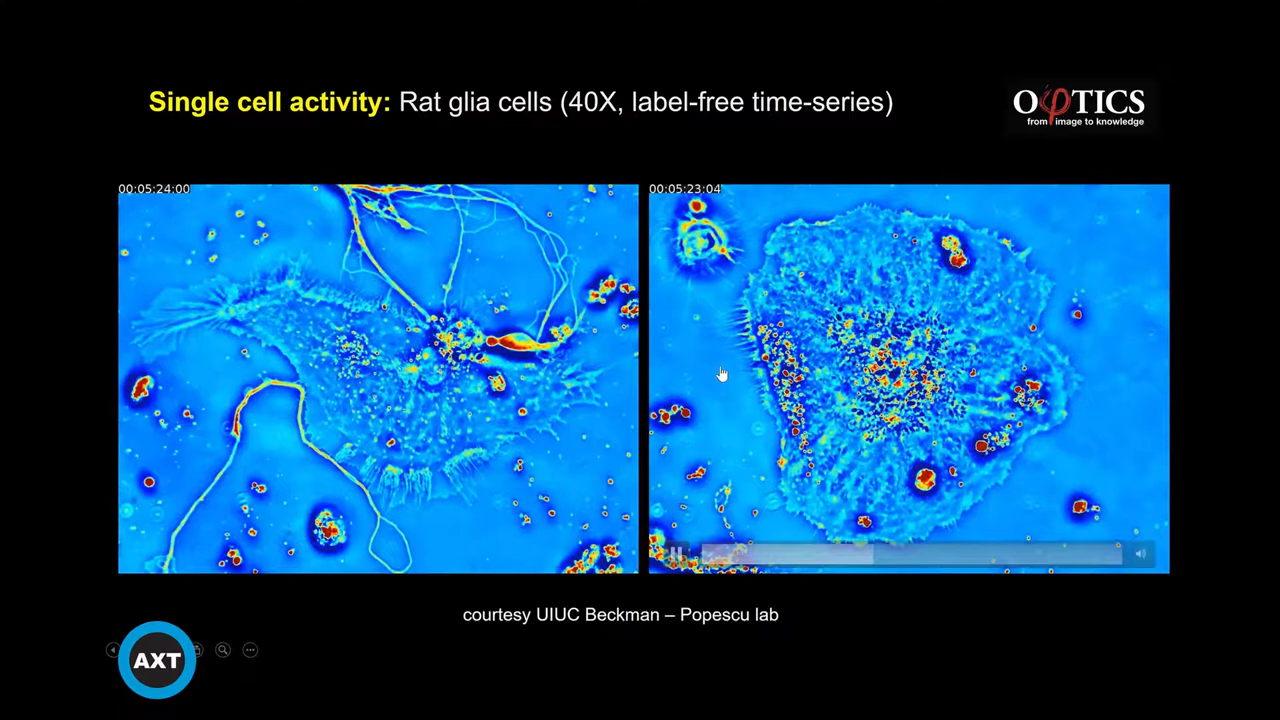 Single cell activity: Rat glia cells (40X, label-free time-series)
OφTICS
from image to knowledge
00:05:24:00
00:05:23:04
courtesy UIUC Beckman – Popescu lab
AXT